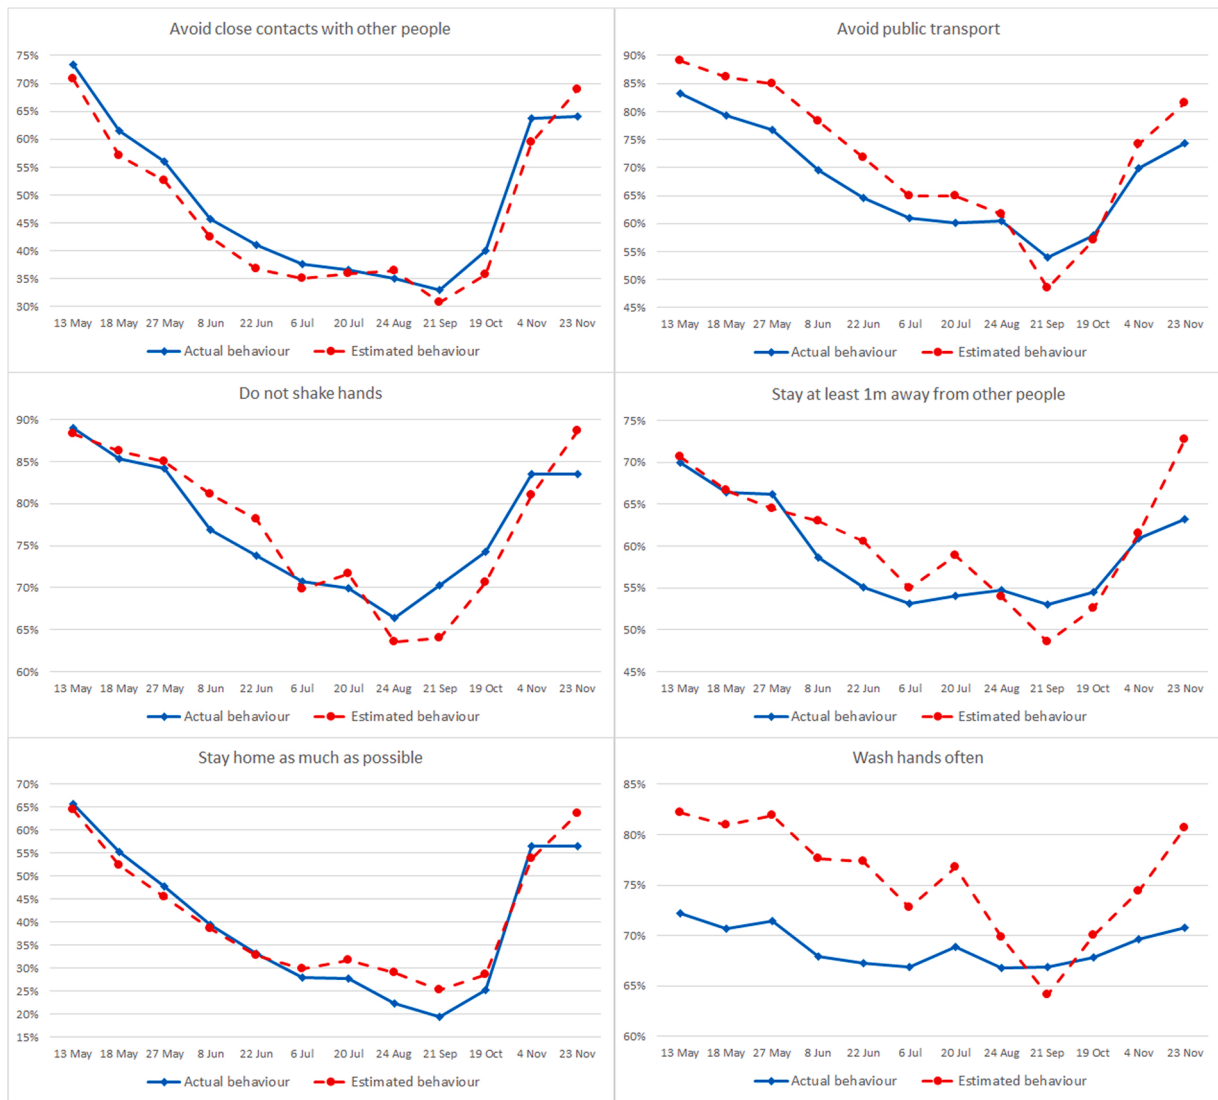 Avoid close contacts with other people
75%
70%
65%
60%
55%
50%
45%
40%
35%
30%
13 May 18 May 27 May 8 Jun 22 Jun 6 Jul 20 Jul 24 Aug 21 Sep 19 Oct 4 Nov 23 Nov
Actual behaviour Estimated behaviour
Avoid public transport
90%
85%
80%
75%
70%
65%
60%
55%
50%
45%
13 May 18 May 27 May 8 Jun 22 Jun 6 Jul 20 Jul 24 Aug 21 Sep 19 Oct 4 Nov 23 Nov
Actual behaviour Estimated behaviour
Do not shake hands
90%
85%
80%
75%
70%
65%
60%
13 May 18 May 27 May 8 Jun 22 Jun 6 Jul 20 Jul 24 Aug 21 Sep 19 Oct 4 Nov 23 Nov
Actual behaviour Estimated behaviour
Stay at least 1m away from other people
75%
70%
65%
60%
55%
50%
45%
13 May 18 May 27 May 8 Jun 22 Jun 6 Jul 20 Jul 24 Aug 21 Sep 19 Oct 4 Nov 23 Nov
Actual behaviour Estimated behaviour
Stay home as much as possible
70%
65%
60%
55%
50%
45%
40%
35%
30%
25%
20%
15%
13 May 18 May 27 May 8 Jun 22 Jun 6 Jul 20 Jul 24 Aug 21 Sep 19 Oct 4 Nov 23 Nov
Actual behaviour Estimated behaviour
Wash hands often
85%
80%
75%
70%
65%
60%
13 May 18 May 27 May 8 Jun 22 Jun 6 Jul 20 Jul 24 Aug 21 Sep 19 Oct 4 Nov 23 Nov
Actual behaviour Estimated behaviour